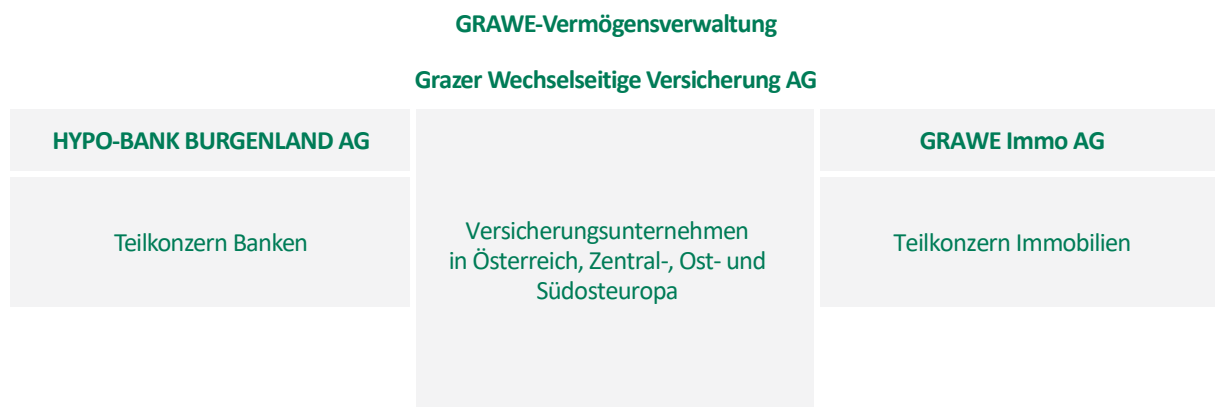 GRAWE-Vermögensverwaltung
Grazer Wechselseitige Versicherung AG
HYPO-BANK BURGENLAND AG
Teilkonzern Banken
Versicherungsunternehmen
in Österreich, Zentral-, Ost- und
Südosteuropa
GRAWE Immo AG
Teilkonzern Immobilien